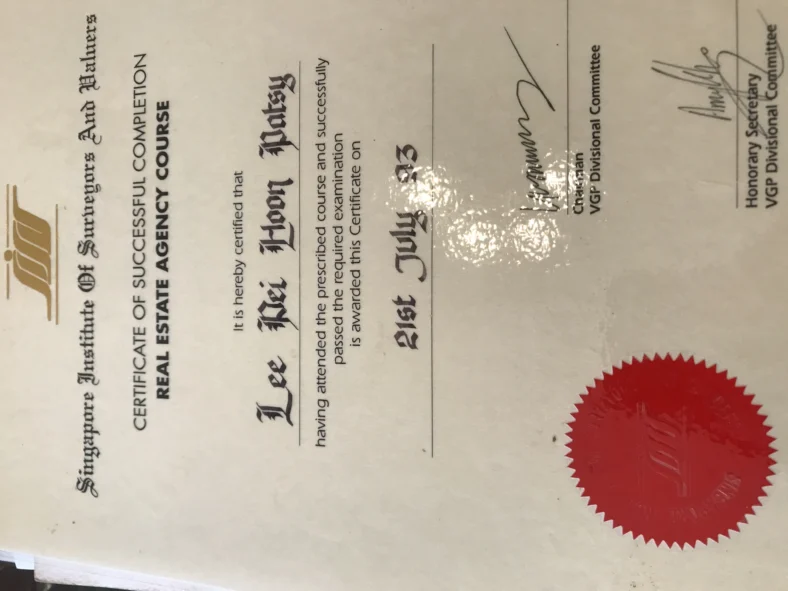 Singapore Institute Of Surveyors And Valuers
CERTIFICATE OF SUCCESSFUL COMPLETION
REAL ESTATE AGENCY COURSE
It is hereby certified that
Lee Pei Hoon Patsy
having attended the prescribed course and successfully
passed the required examination
is awarded this Certificate on
21st July 93
Chairman
VGP Divisional Committee
Honorary Secretary
VGP Divisional Committee